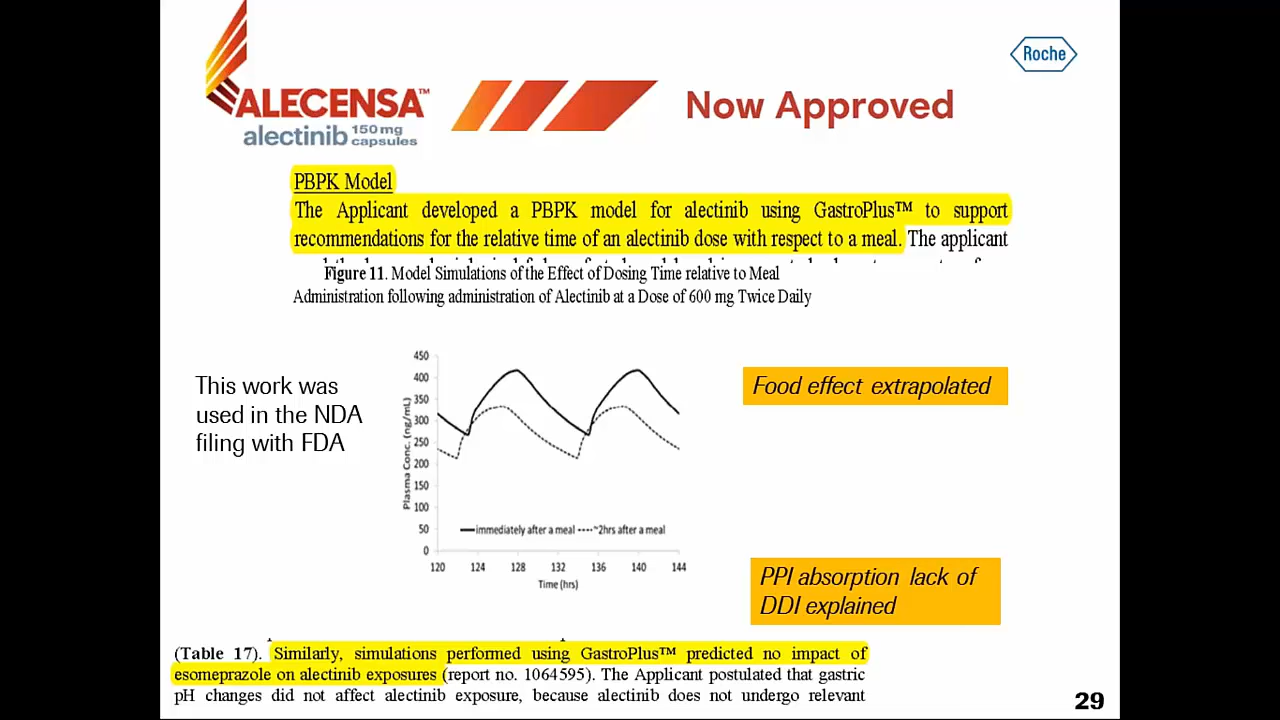 Roche
ALECENSA™
alectinib 150 mg capsules
Now Approved
PBPK Model
The Applicant developed a PBPK model for alectinib using GastroPlus™ to support
recommendations for the relative time of an alectinib dose with respect to a meal. The applicant
Figure 11. Model Simulations of the Effect of Dosing Time relative to Meal
Administration following administration of Alectinib at a Dose of 600 mg Twice Daily
This work was
used in the NDA
filing with FDA
Plasma Conc. (ng/mL)
450
400
350
300
250
200
150
100
50
0
immediately after a meal ~2hrs after a meal
120 124 128 132 136 140 144
Time (hrs)
Food effect extrapolated
PPI absorption lack of
DDI explained
(Table 17). Similarly, simulations performed using GastroPlus™ predicted no impact of
esomeprazole on alectinib exposures (report no. 1064595). The Applicant postulated that gastric
pH changes did not affect alectinib exposure, because alectinib does not undergo relevant
29